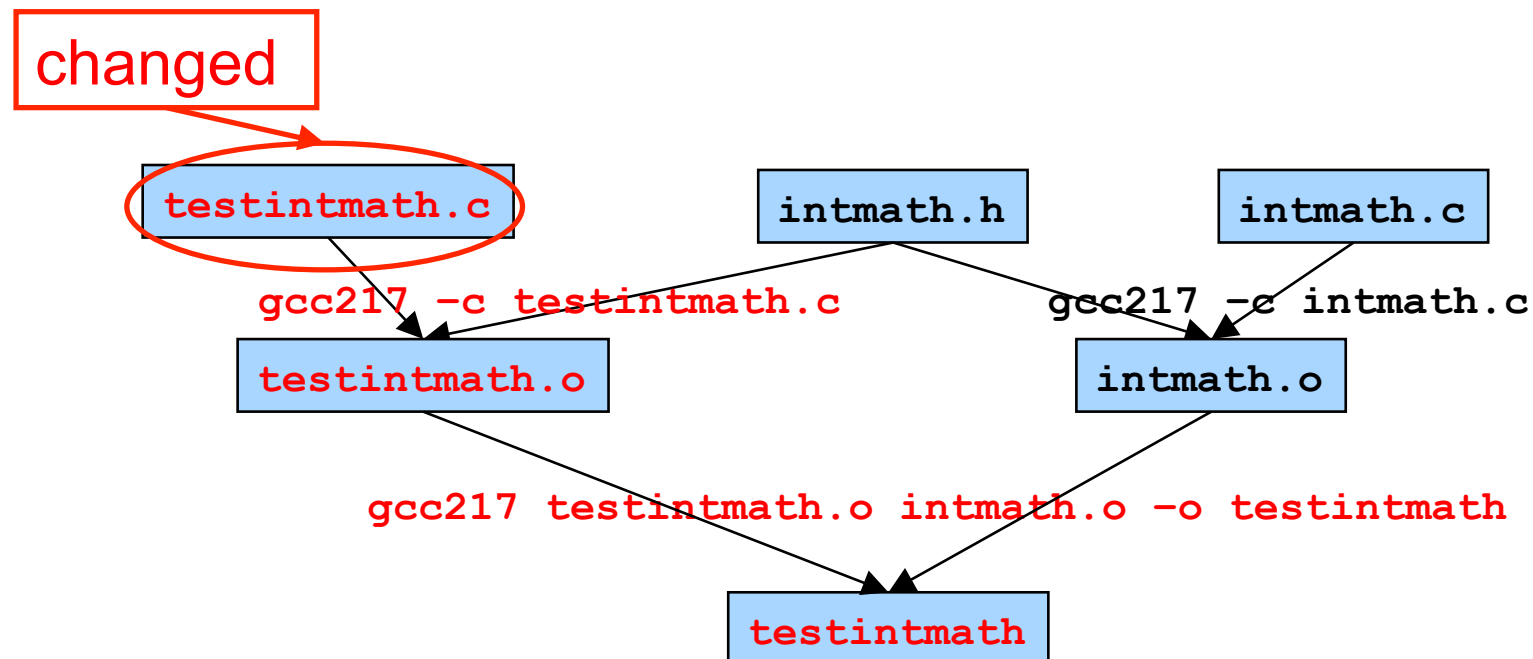 changed
testintmath.c
intmath.h
intmath.c
gcc217 –c testintmath.c
gcc217 –c intmath.c
testintmath.o
intmath.o
gcc217 testintmath.o intmath.o –o testintmath
testintmath